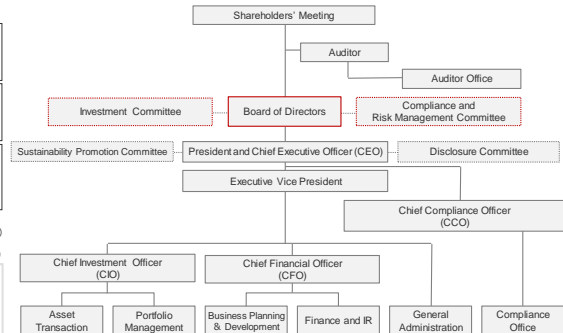 Shareholders' Meeting
Auditor
Auditor Office
Investment Committee
Board of Directors
Compliance and
Risk Management Committee
Sustainability Promotion Committee
President and Chief Executive Officer (CEO)
Disclosure Committee
Executive Vice President
Chief Compliance Officer
(CCO)
)
Chief Investment Officer
(CIO)
Chief Financial Officer
(CFO)
Asset
Transaction
Portfolio
Management
Business Planning
& Development
Finance and IR
General
Administration
Compliance
Office